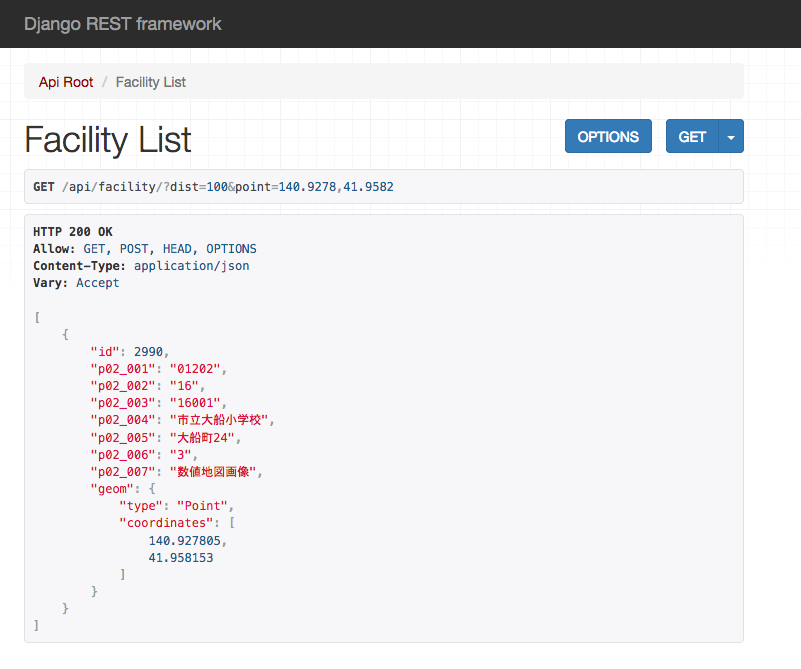 Django REST framework
Api Root / Facility List
Facility List
OPTIONS GET
GET /api/facility/?dist=100&point=140.9278,41.9582
HTTP 200 OK
Allow: GET, POST, HEAD, OPTIONS
Content-Type: application/json
Vary: Accept
[
    {
        "id": 2990,
        "p02_001": "01202",
        "p02_002": "16",
        "p02_003": "16001",
        "p02_004": "市立大船小学校",
        "p02_005": "大船町24",
        "p02_006": "3",
        "p02_007": "数値地図画像",
        "geom": {
            "type": "Point",
            "coordinates": [
                140.927805,
                41.958153
            ]
        }
    }
]